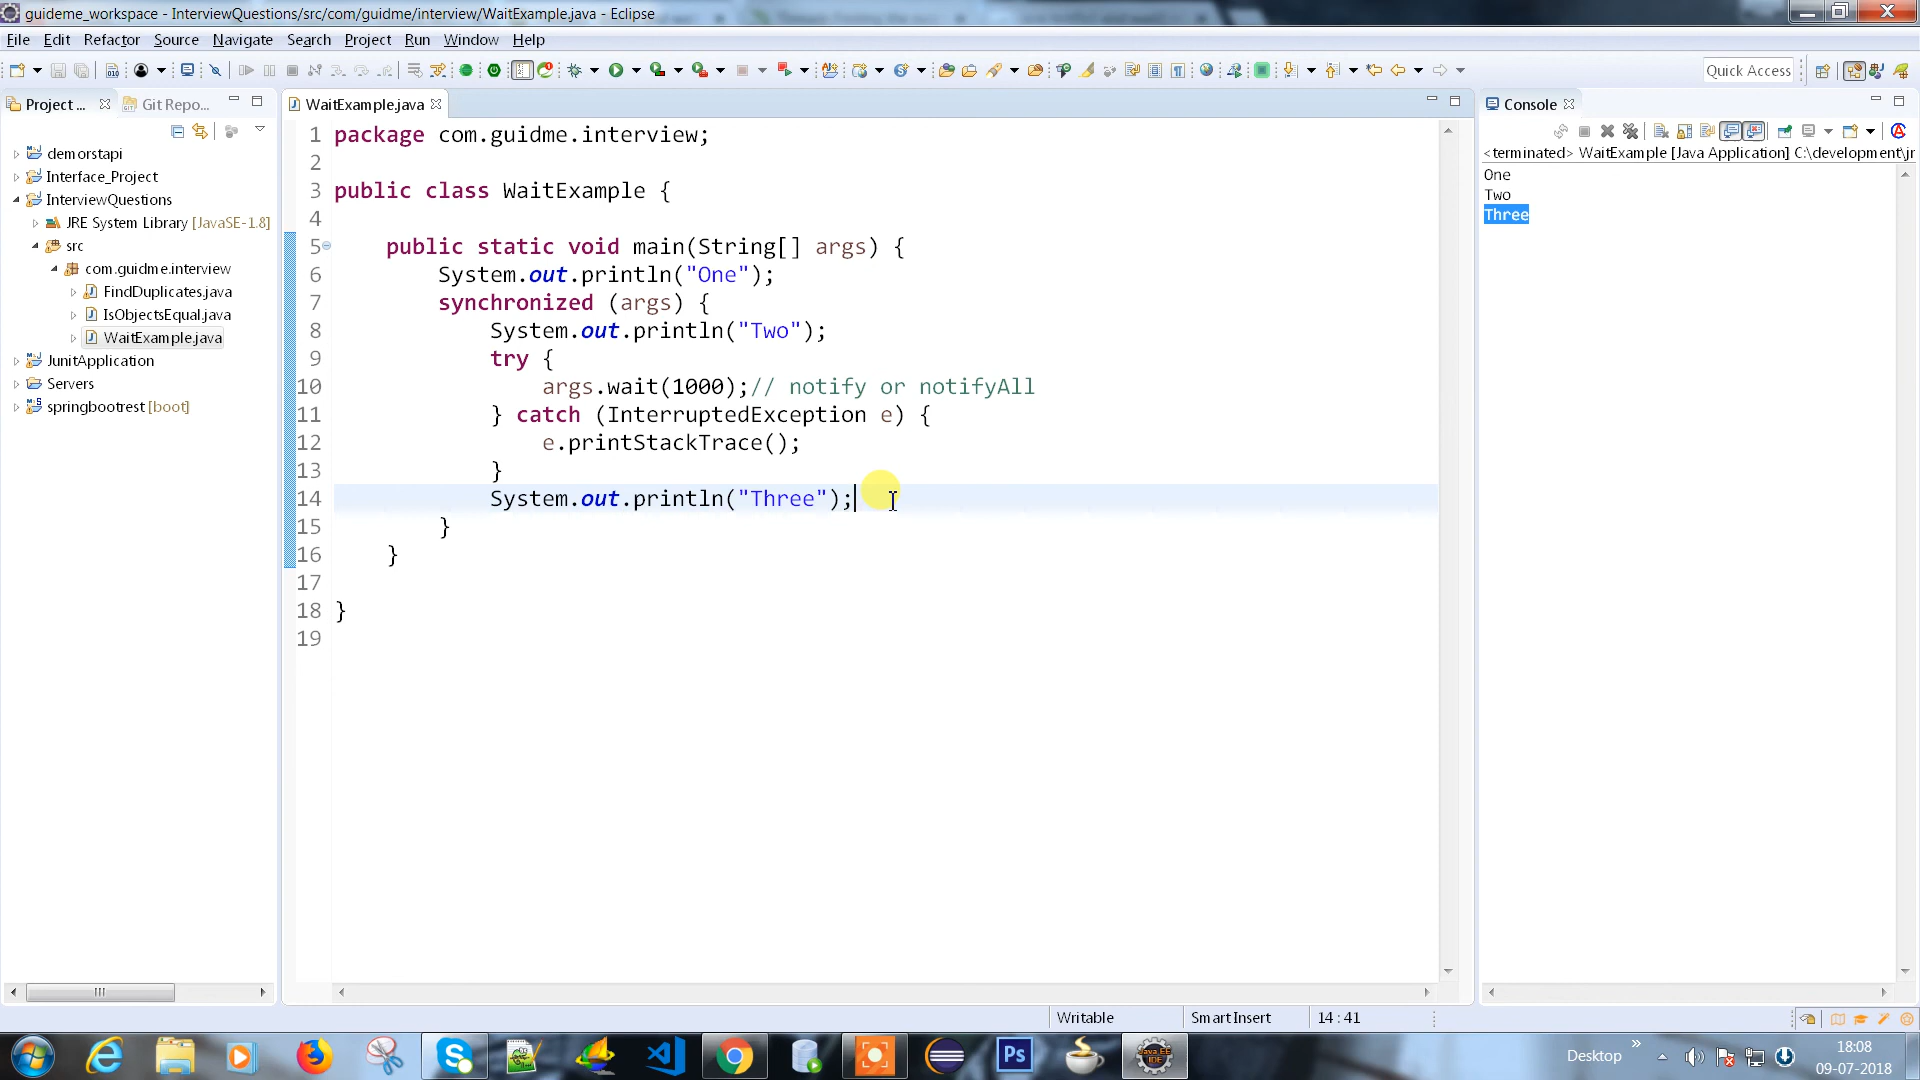 guideme_workspace - InterviewQuestions/src/com/guidme/interview/WaitExample.java - Eclipse
File Edit Refactor Source Navigate Search Project Run Window Help
Quick Access
Project ...
Git Repo...
demorstapi
Interface_Project
InterviewQuestions
JRE System Library [JavaSE-1.8]
src
com.guidme.interview
FindDuplicates.java
IsObjectsEqual.java
WaitExample.java
JunitApplication
Servers
springbootrest [boot]
WaitExample.java
1 package com.guidme.interview;
2
3 public class WaitExample {
4
5 public static void main(String[] args) {
6 System.out.println("One");
7 synchronized (args) {
8 System.out.println("Two");
9 try {
10 args.wait(1000);// notify or notifyAll
11 } catch (InterruptedException e) {
12 e.printStackTrace();
13 }
14 System.out.println("Three");
15 }
16 }
17
18 }
19
Console
<terminated> WaitExample [Java Application] C:\development\jr
One
Two
Three
Writable Smart Insert 14 : 41
Ps
Java EE
IDE
Desktop
18:08
09-07-2018